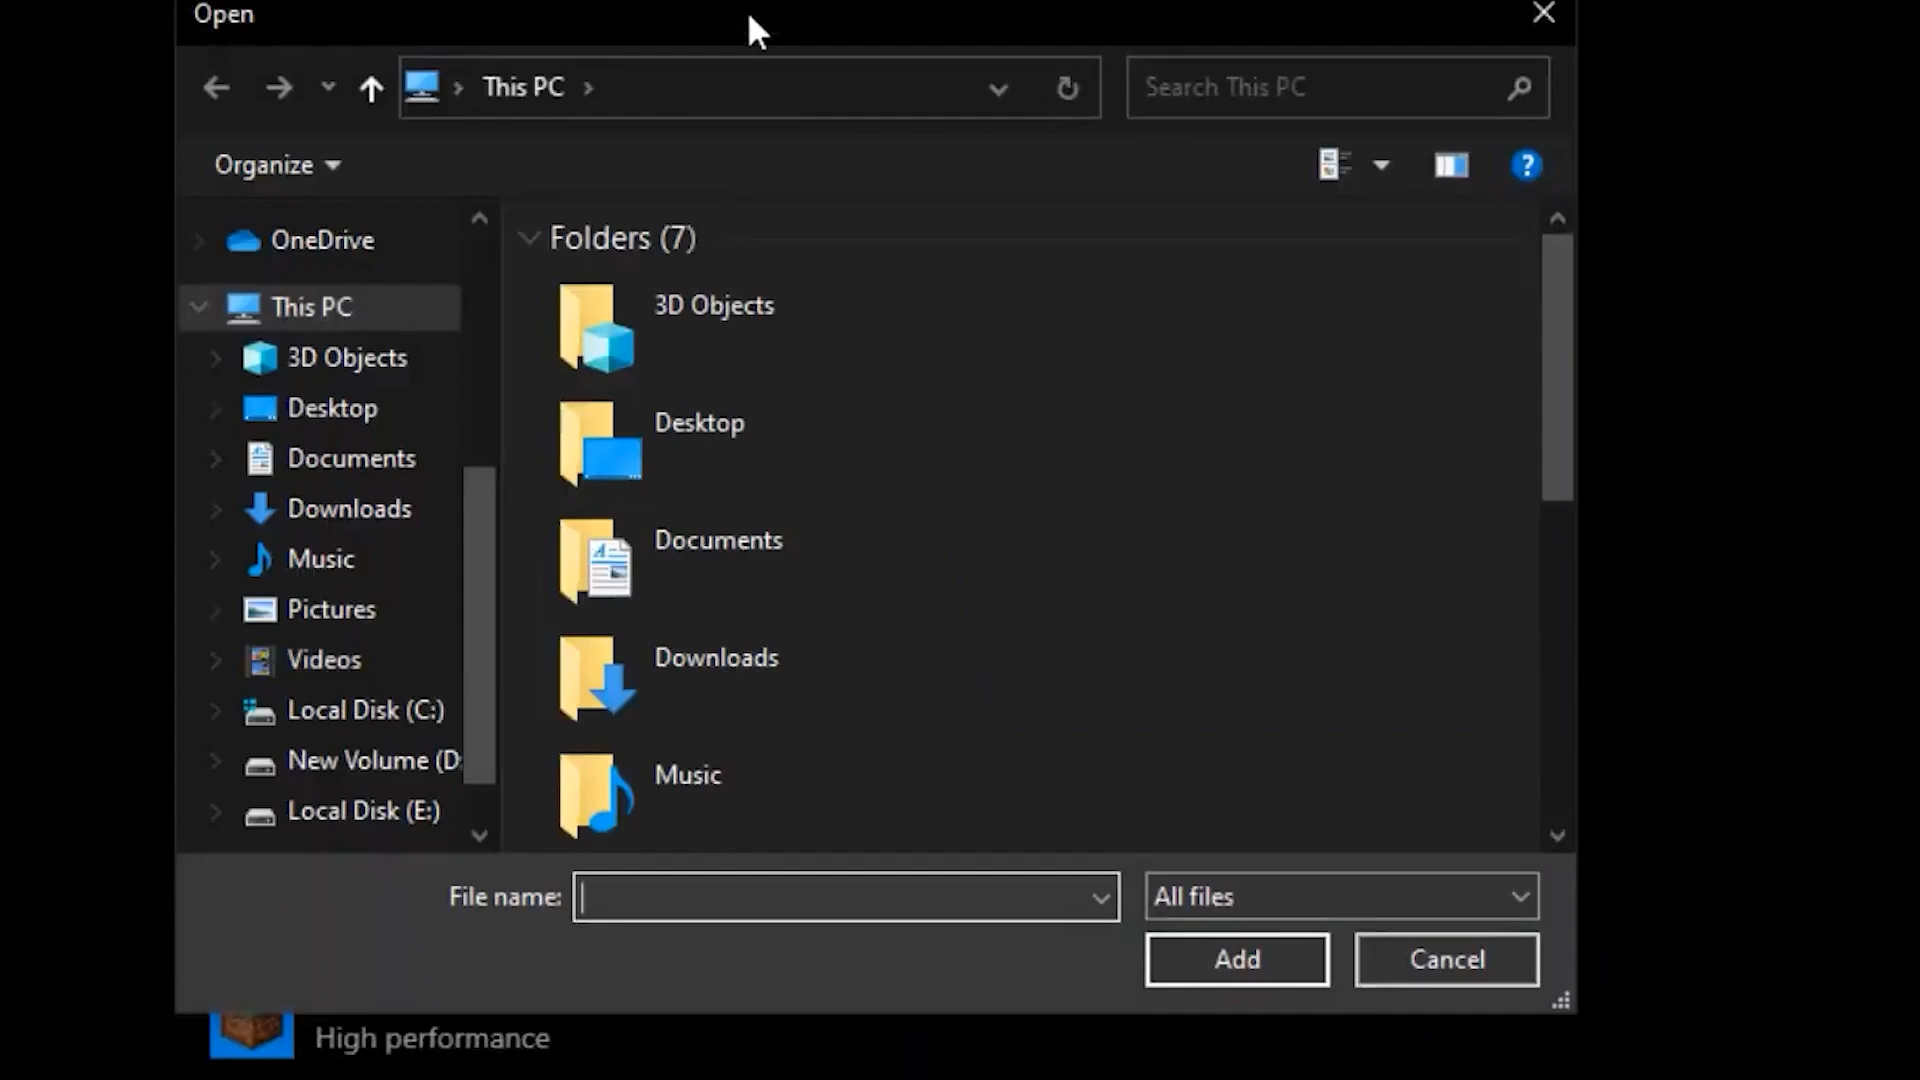 Open
This PC
Search This PC
Organize
OneDrive
This PC
3D Objects
Desktop
Documents
Downloads
Music
Pictures
Videos
Local Disk (C:)
New Volume (D:
Local Disk (E:)
Folders (7)
3D Objects
Desktop
Documents
Downloads
Music
File name:
All files
Add
Cancel
High performance